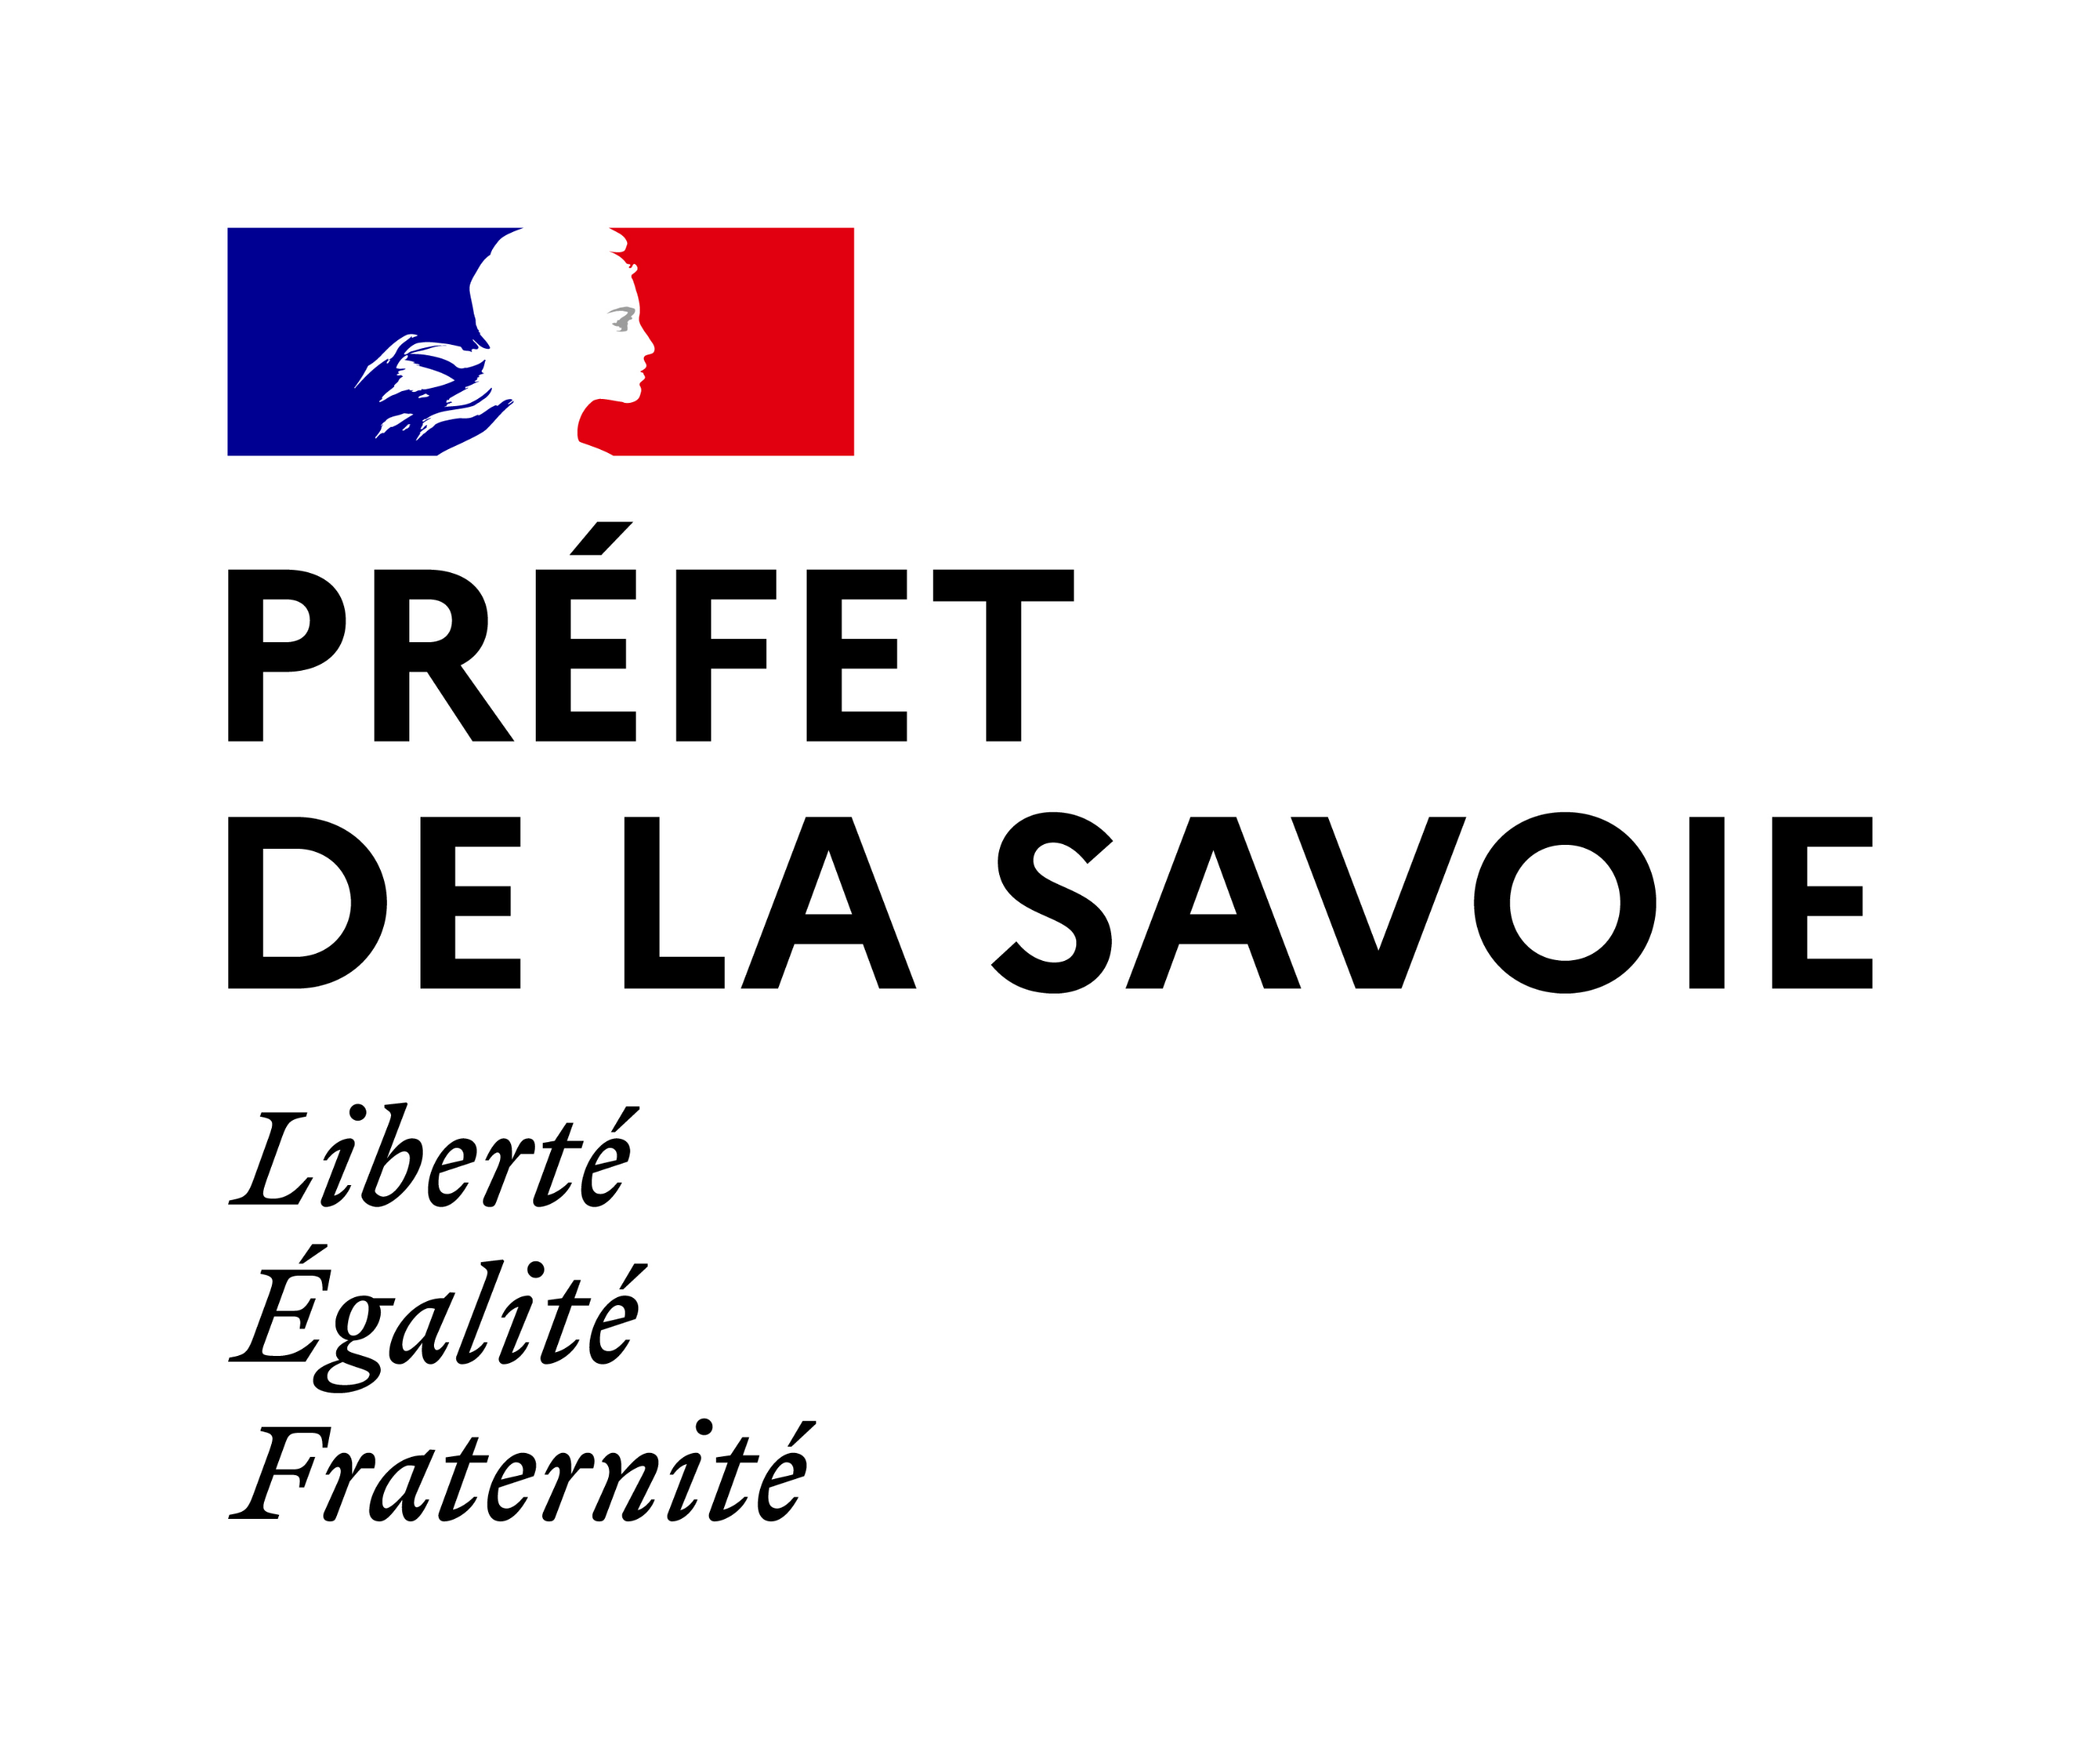 PRÉFET
DE LA SAVOIE
Liberté
Égalité
Fraternité